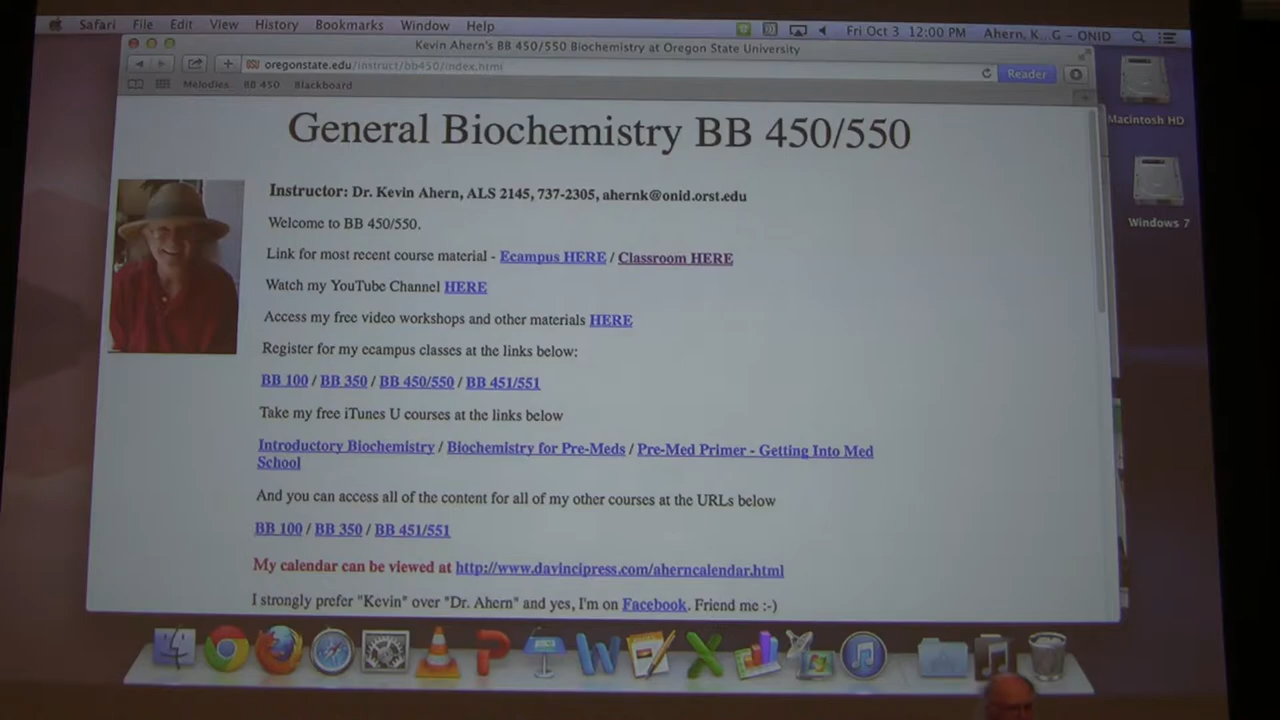 Safari File Edit View History Bookmarks Window Help Fri Oct 3 12:00 PM Ahern, K...G – ONID
Kevin Ahern's BB 450/550 Biochemistry at Oregon State University
oregonstate.edu/instruct/bb450/index.html Reader
Melodies BB 450 Blackboard
Macintosh HD
Windows 7
General Biochemistry BB 450/550
Instructor: Dr. Kevin Ahern, ALS 2145, 737-2305, ahernk@onid.orst.edu
Welcome to BB 450/550.
Link for most recent course material - Ecampus HERE / Classroom HERE
Watch my YouTube Channel HERE
Access my free video workshops and other materials HERE
Register for my ecampus classes at the links below:
BB 100 / BB 350 / BB 450/550 / BB 451/551
Take my free iTunes U courses at the links below
Introductory Biochemistry / Biochemistry for Pre-Meds / Pre-Med Primer - Getting Into Med
School
And you can access all of the content for all of my other courses at the URLs below
BB 100 / BB 350 / BB 451/551
My calendar can be viewed at http://www.davincipress.com/aherncalendar.html
I strongly prefer "Kevin" over "Dr. Ahern" and yes, I'm on Facebook. Friend me :-)